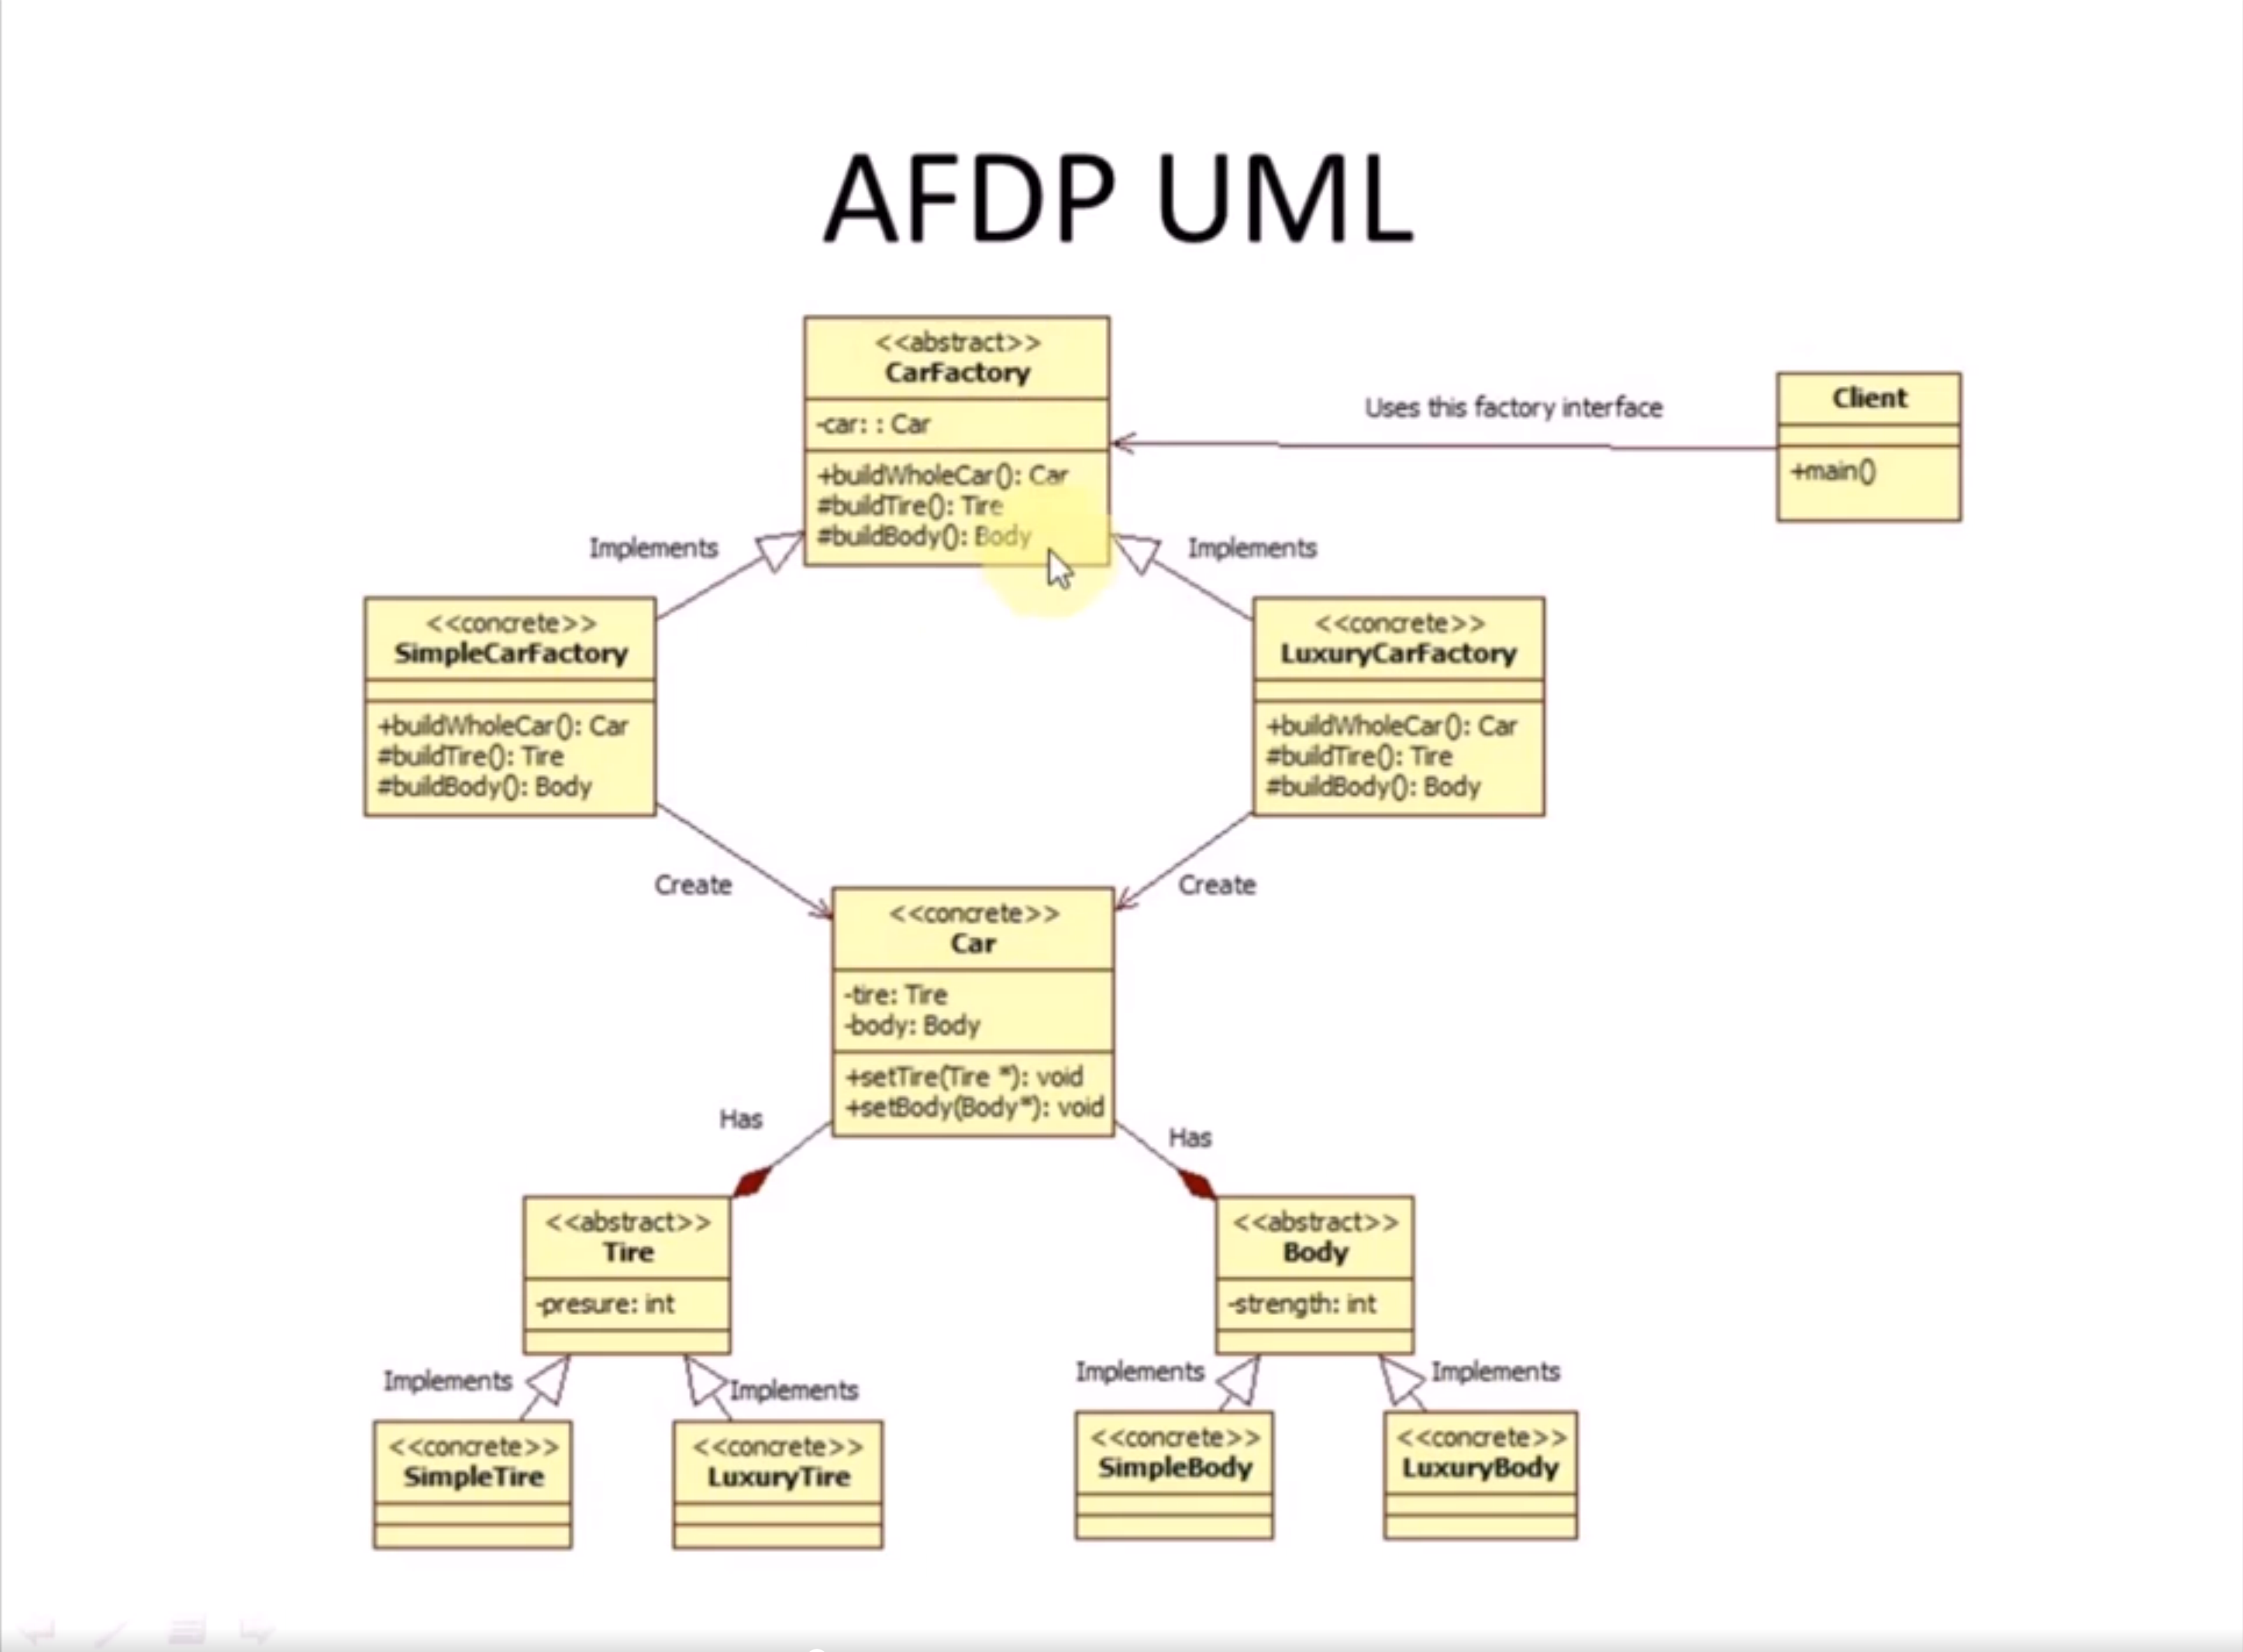 AFDP UML
<<abstract>>
CarFactory
-car: : Car
+buildWholeCar(): Car
#buildTire(): Tire
#buildBody(): Body
Uses this factory interface
Client
+main()
Implements
Implements
<<concrete>>
SimpleCarFactory
+buildWholeCar(): Car
#buildTire(): Tire
#buildBody(): Body
<<concrete>>
LuxuryCarFactory
+buildWholeCar(): Car
#buildTire(): Tire
#buildBody(): Body
Create
Create
<<concrete>>
Car
-tire: Tire
-body: Body
+setTire(Tire *): void
+setBody(Body*): void
Has
Has
<<abstract>>
Tire
-presure: int
<<abstract>>
Body
-strength: int
Implements
Implements
Implements
Implements
<<concrete>>
SimpleTire
<<concrete>>
LuxuryTire
<<concrete>>
SimpleBody
<<concrete>>
LuxuryBody